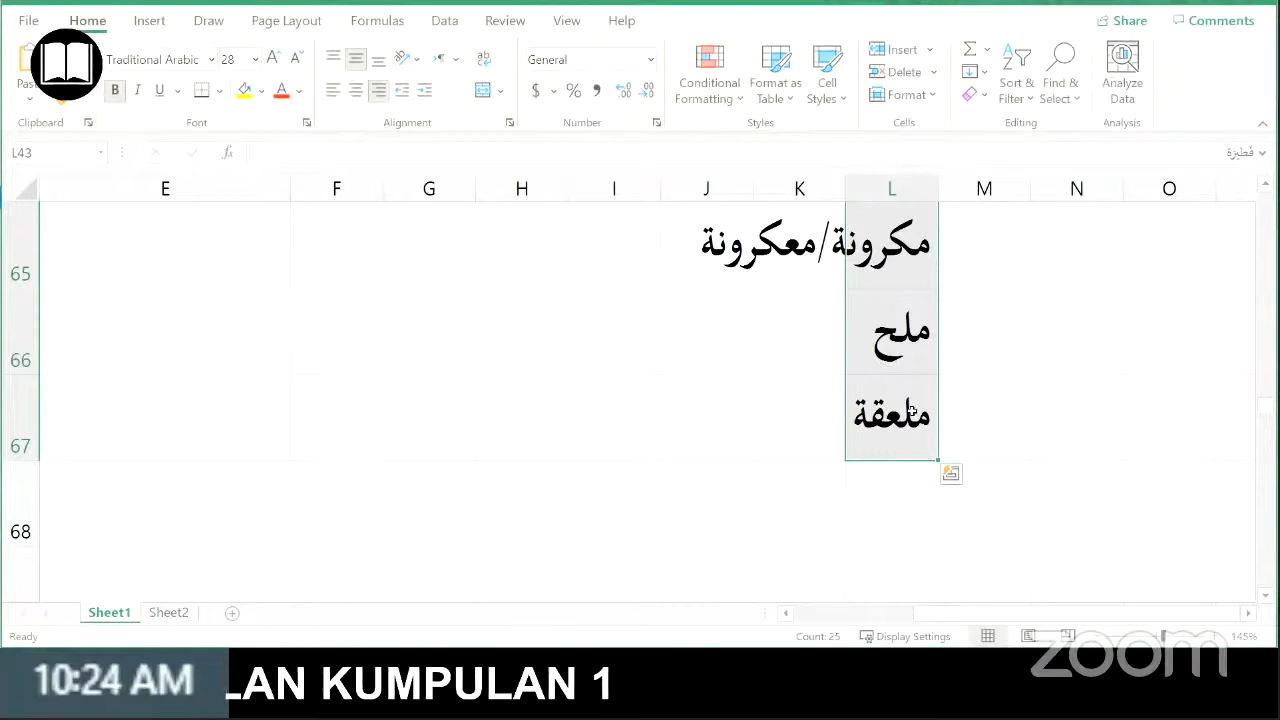 File Home Insert Draw Page Layout Formulas Data Review View Help Share Comments
Traditional Arabic 28 General Insert
Conditional Format as Cell Delete Sort & Find & Analyze
Paste B I U $ % Formatting Table Styles Format Filter Select Data
Clipboard Font Alignment Number Styles Cells Editing Analysis
L43 fx فَطِيْرَة
E F G H I J K L M N O
65 مكرونة/معكرونة
66 ملح
67 ملعقة
68
Sheet1 Sheet2
Ready Count: 25 Display Settings 145%
zoom
10:24 AM LAN KUMPULAN 1